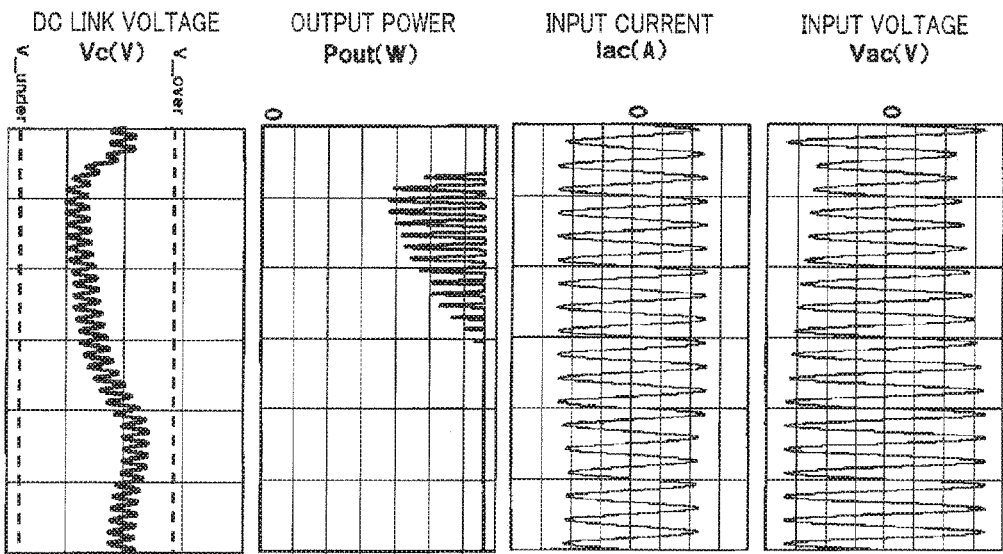 DC LINK VOLTAGE
Vc(V)
V_under
V_over
OUTPUT POWER
Pout(W)
0
INPUT CURRENT
Iac(A)
0
INPUT VOLTAGE
Vac(V)
0